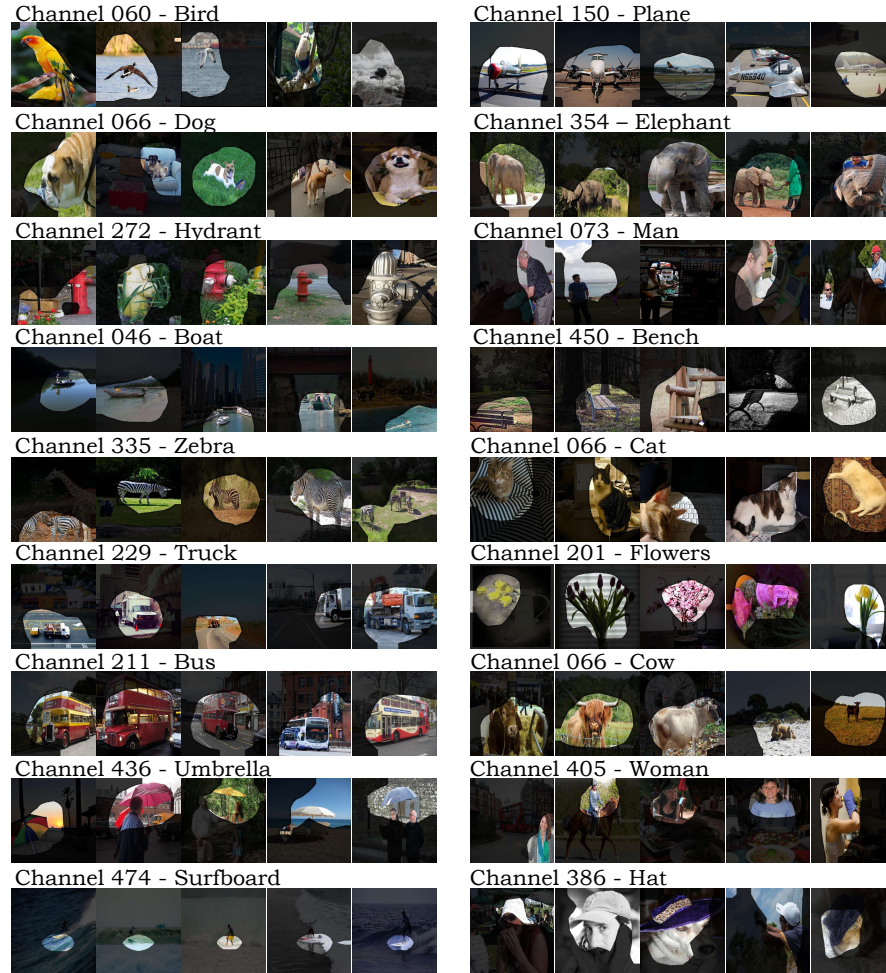 Channel 060 - Bird
Channel 150 - Plane
N66840
Channel 066 - Dog
Channel 354 – Elephant
Channel 272 - Hydrant
Channel 073 - Man
Channel 046 - Boat
Channel 450 - Bench
Channel 335 - Zebra
Channel 066 - Cat
Channel 229 - Truck
Channel 201 - Flowers
Channel 211 - Bus
Channel 066 - Cow
Channel 436 - Umbrella
Channel 405 - Woman
Channel 474 - Surfboard
Channel 386 - Hat